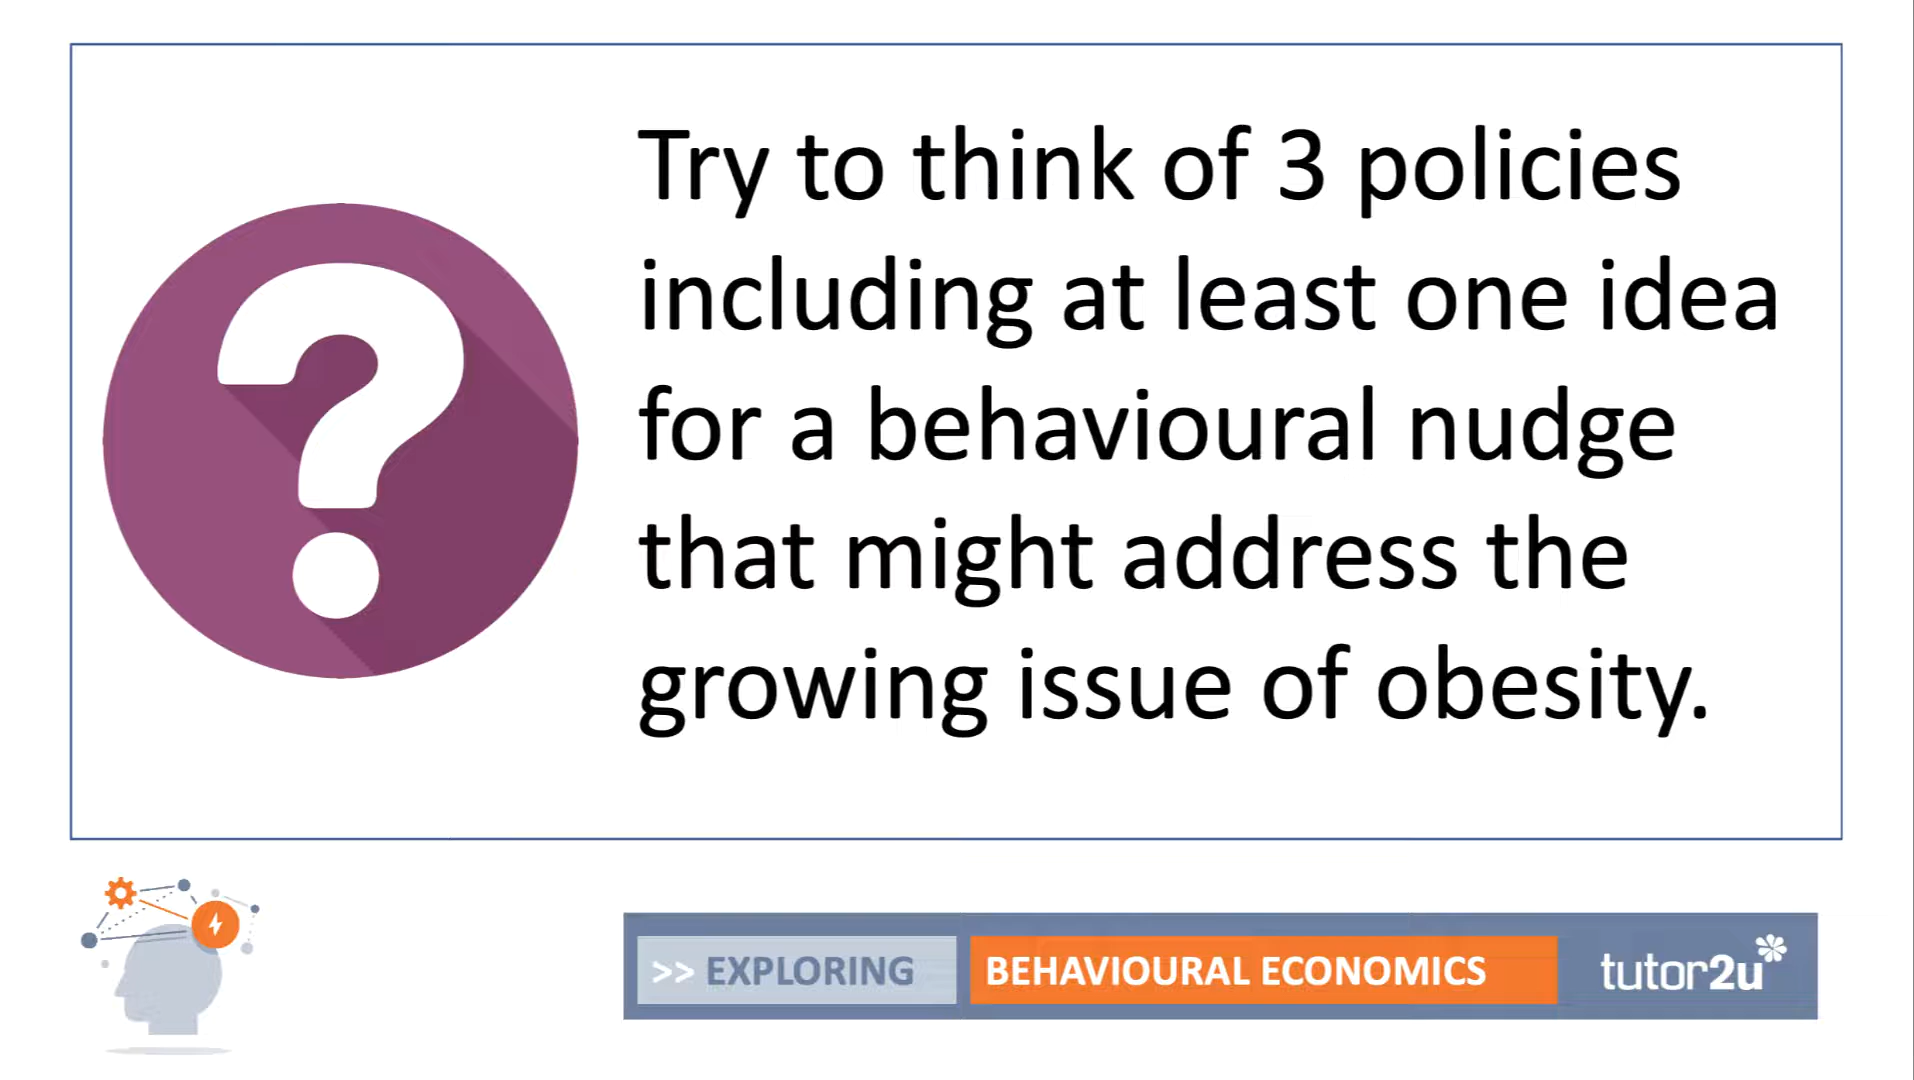 Try to think of 3 policies
including at least one idea
for a behavioural nudge
that might address the
growing issue of obesity.
>> EXPLORING BEHAVIOURAL ECONOMICS tutor2u